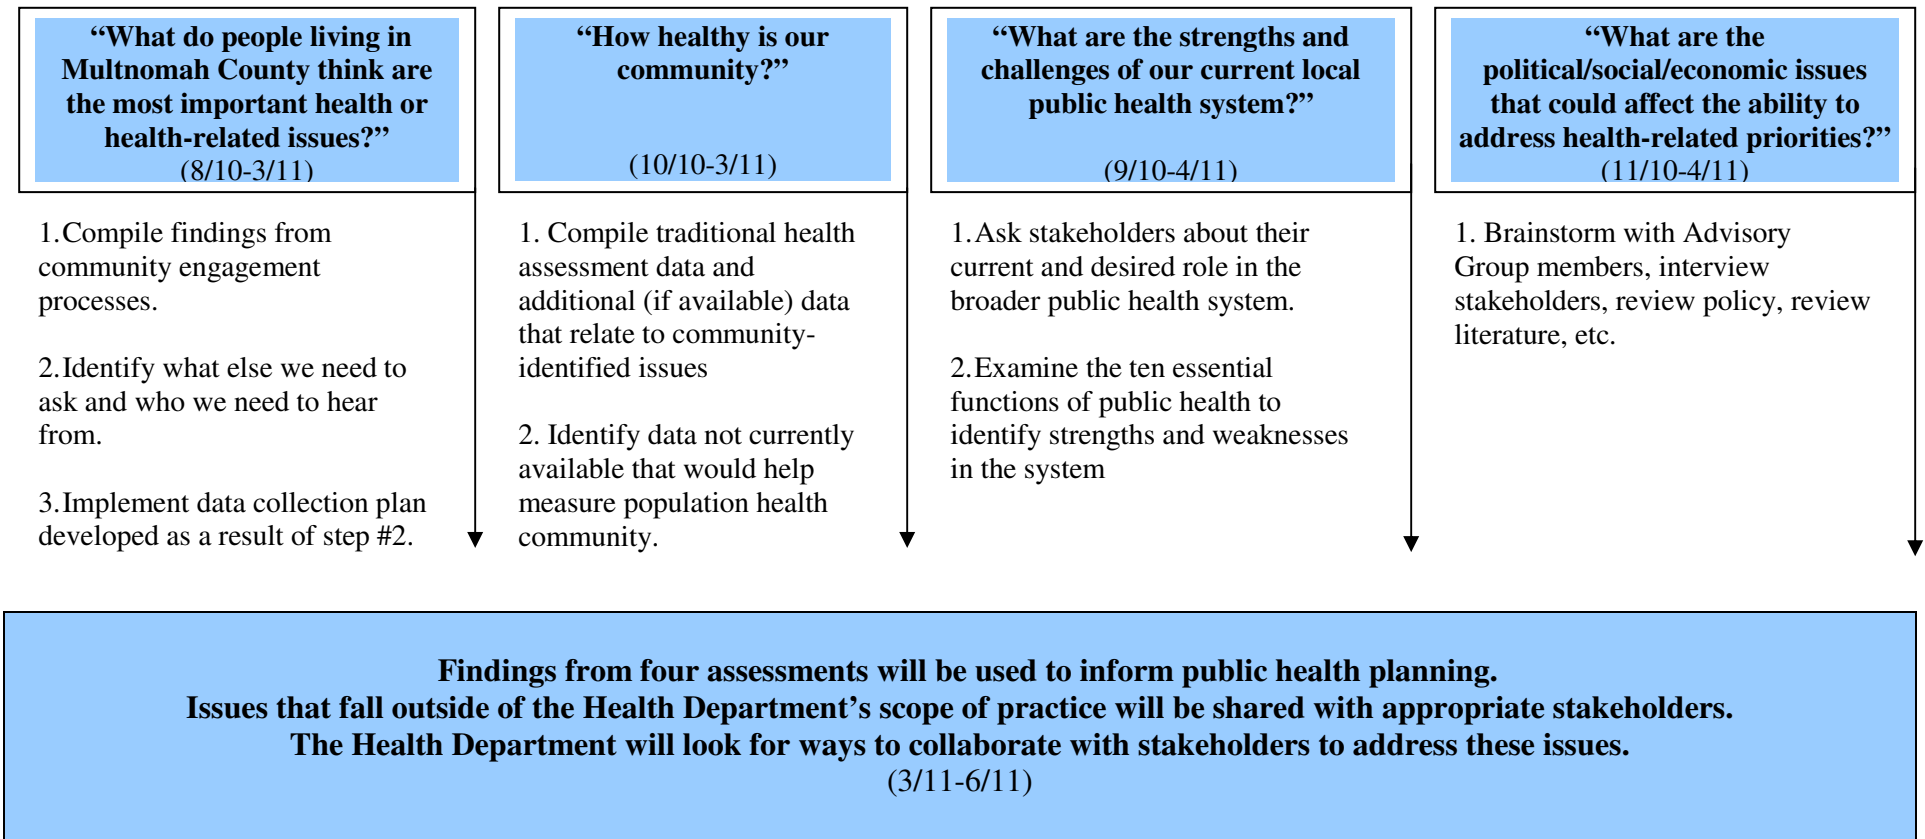 “What do people living in
Multnomah County think are
the most important health or
health-related issues?”
(8/10-3/11)
1.Compile findings from
community engagement
processes.
2.Identify what else we need to
ask and who we need to hear
from.
3.Implement data collection plan
developed as a result of step #2.
“How healthy is our
community?”
(10/10-3/11)
1. Compile traditional health
assessment data and
additional (if available) data
that relate to community-
identified issues
2. Identify data not currently
available that would help
measure population health
community.
“What are the strengths and
challenges of our current local
public health system?”
(9/10-4/11)
1.Ask stakeholders about their
current and desired role in the
broader public health system.
2.Examine the ten essential
functions of public health to
identify strengths and weaknesses
in the system
“What are the
political/social/economic issues
that could affect the ability to
address health-related priorities?”
(11/10-4/11)
1. Brainstorm with Advisory
Group members, interview
stakeholders, review policy, review
literature, etc.
Findings from four assessments will be used to inform public health planning.
Issues that fall outside of the Health Department’s scope of practice will be shared with appropriate stakeholders.
The Health Department will look for ways to collaborate with stakeholders to address these issues.
(3/11-6/11)